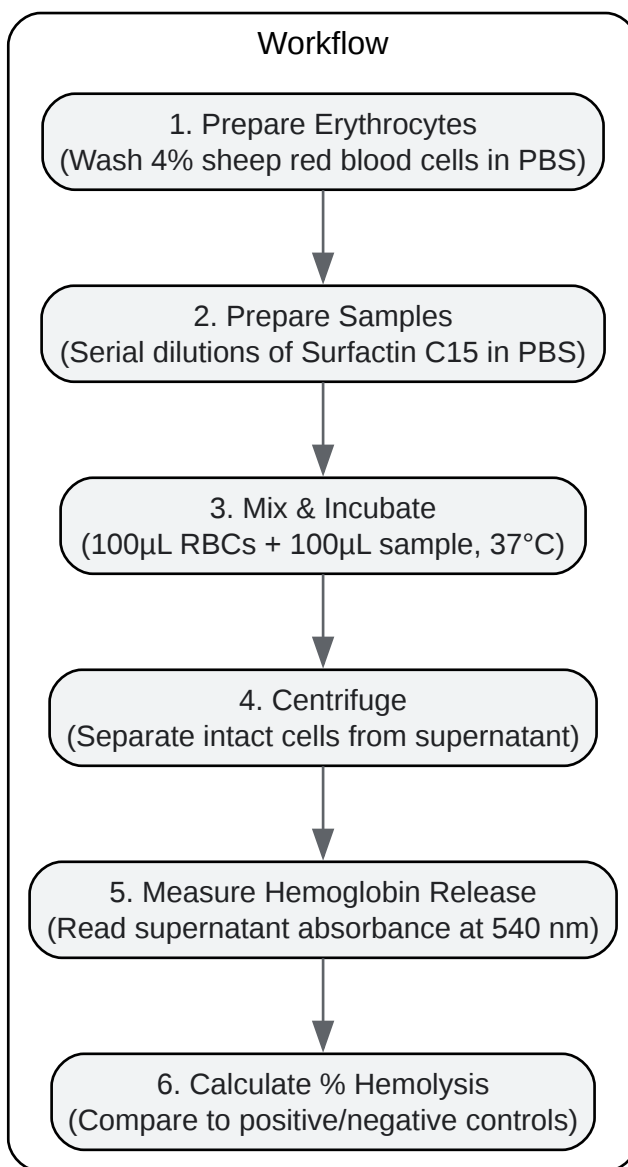 Workflow
1. Prepare Erythrocytes
(Wash 4% sheep red blood cells in PBS)
2. Prepare Samples
(Serial dilutions of Surfactin C15 in PBS)
3. Mix & Incubate
(100µL RBCs + 100µL sample, 37°C)
4. Centrifuge
(Separate intact cells from supernatant)
5. Measure Hemoglobin Release
(Read supernatant absorbance at 540 nm)
6. Calculate % Hemolysis
(Compare to positive/negative controls)